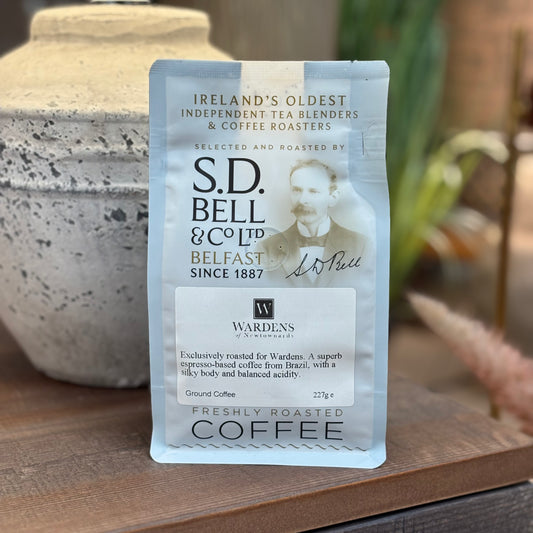 IRELAND'S OLDEST
INDEPENDENT TEA BLENDERS
& COFFEE ROASTERS
SELECTED AND ROASTED BY
S.D.
BELL
& Co LTD
BELFAST
SINCE 1887
S D Bell
W
WARDENS
of Newtownards
Exclusively roasted for Wardens. A superb
espresso-based coffee from Brazil, with a
silky body and balanced acidity.
Ground Coffee 227g e
FRESHLY ROASTED
COFFEE